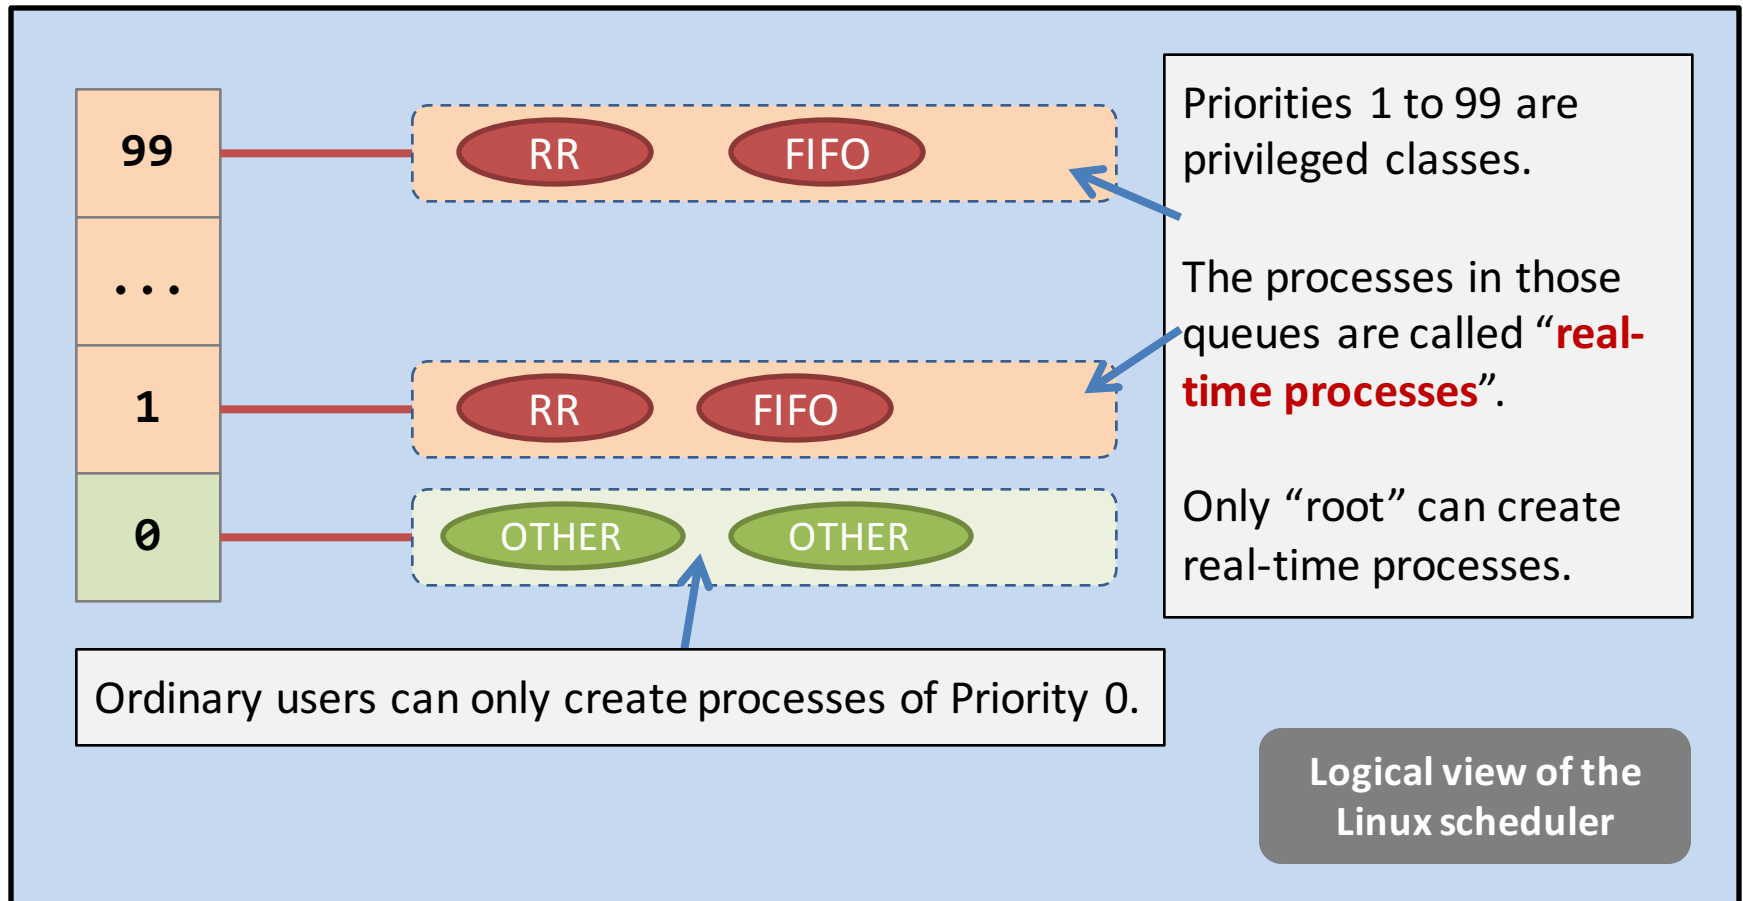 99
RR
FIFO
...
1
RR
FIFO
0
OTHER
OTHER
Priorities 1 to 99 are
privileged classes.
The processes in those
queues are called “real-
time processes”.
Only “root” can create
real-time processes.
Ordinary users can only create processes of Priority 0.
Logical view of the
Linux scheduler